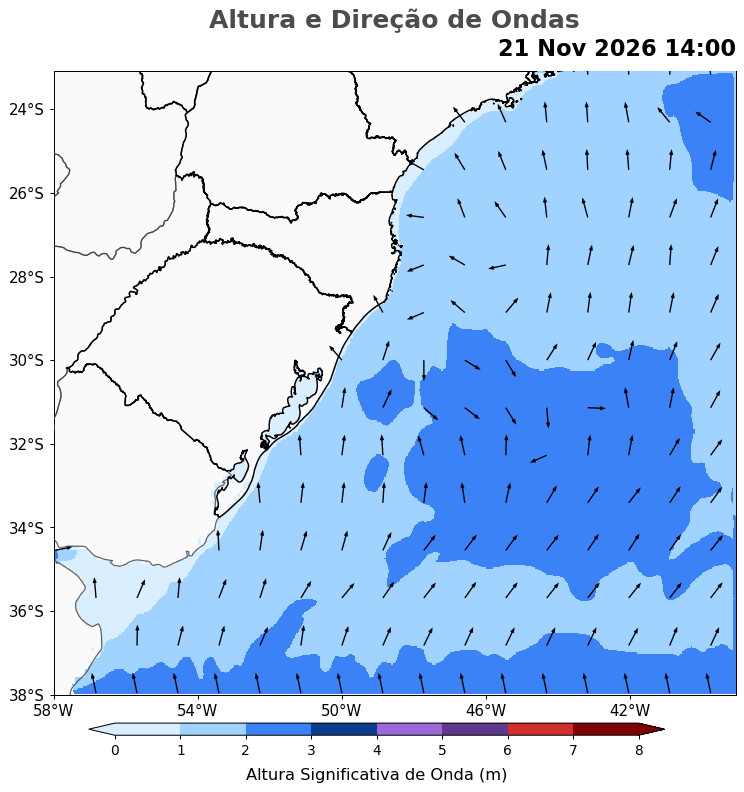 Altura e Direção de Ondas
21 Nov 2026 14:00
24°S
26°S
28°S
30°S
32°S
34°S
36°S
38°S
58°W 54°W 50°W 46°W 42°W
0 1 2 3 4 5 6 7 8
Altura Significativa de Onda (m)